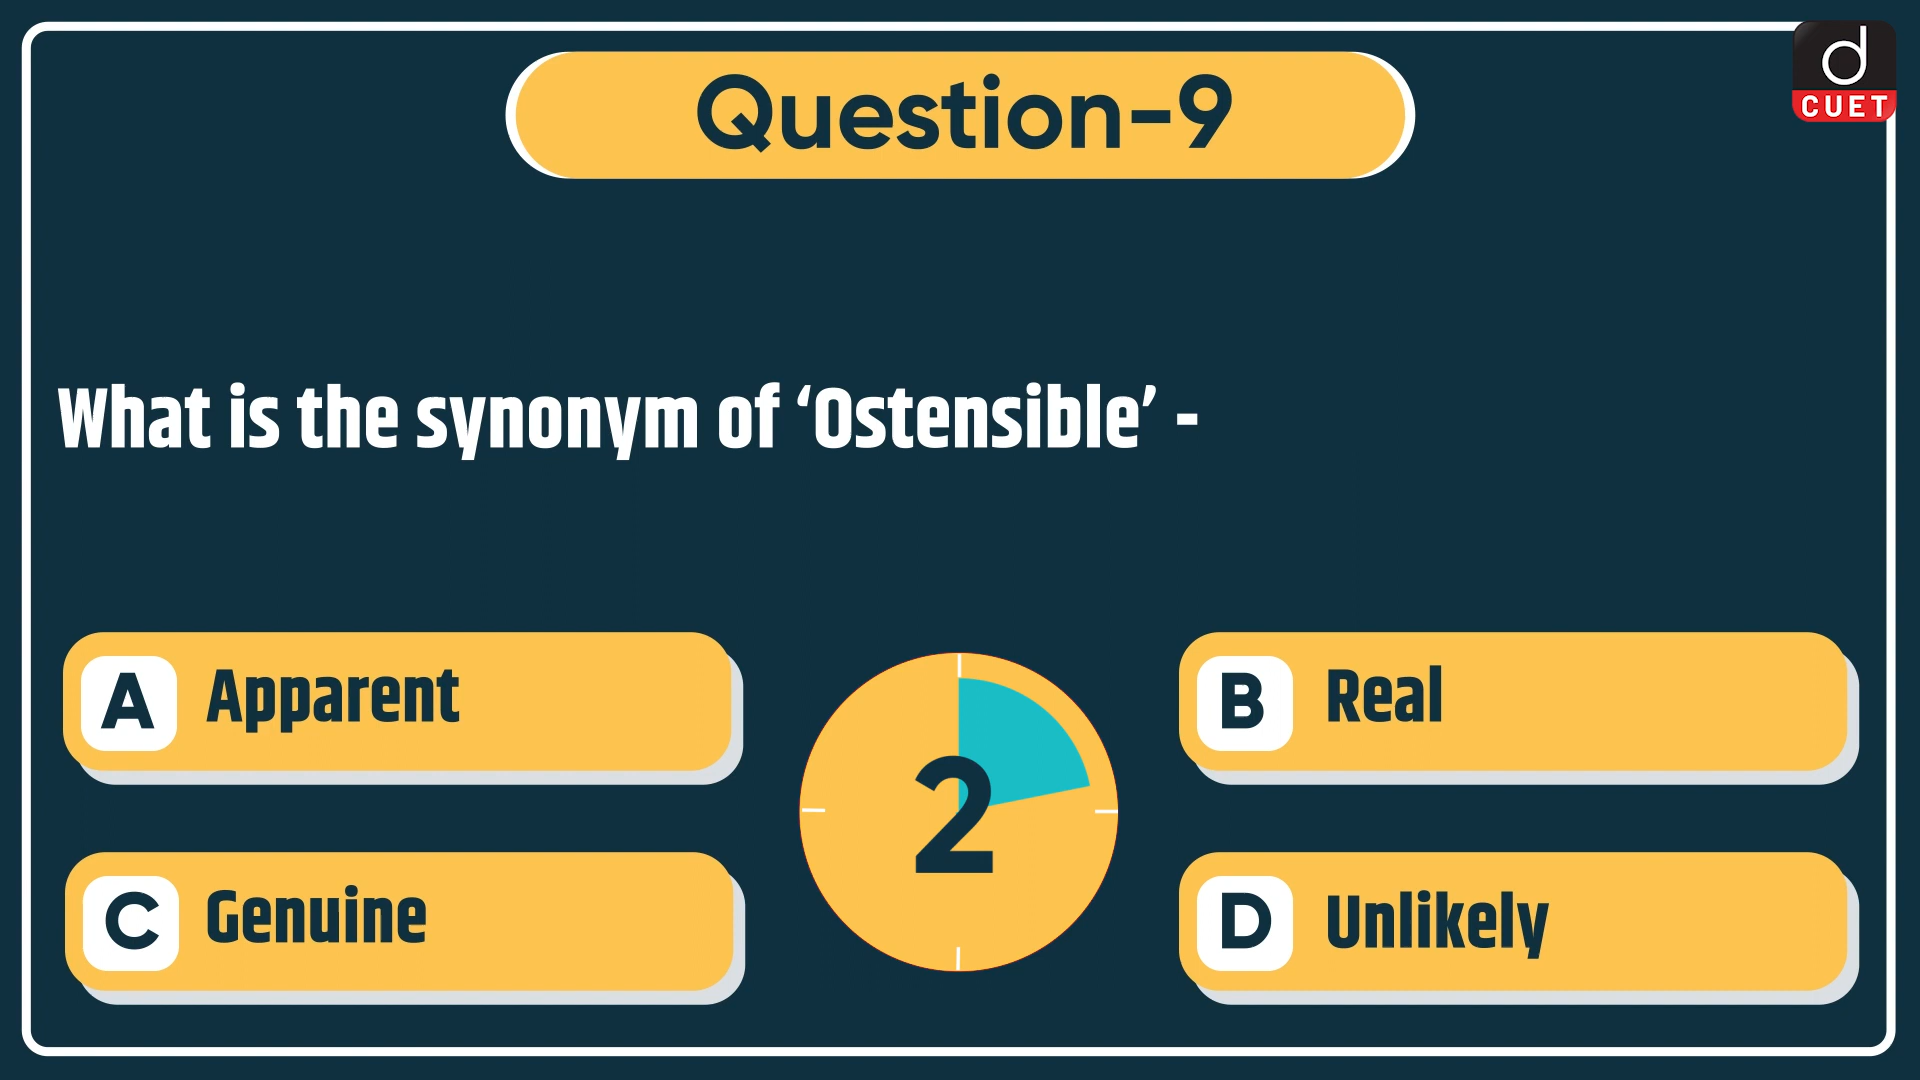 d
CUET
Question-9
What is the synonym of ‘Ostensible’ -
A Apparent
B Real
2
C Genuine
D Unlikely